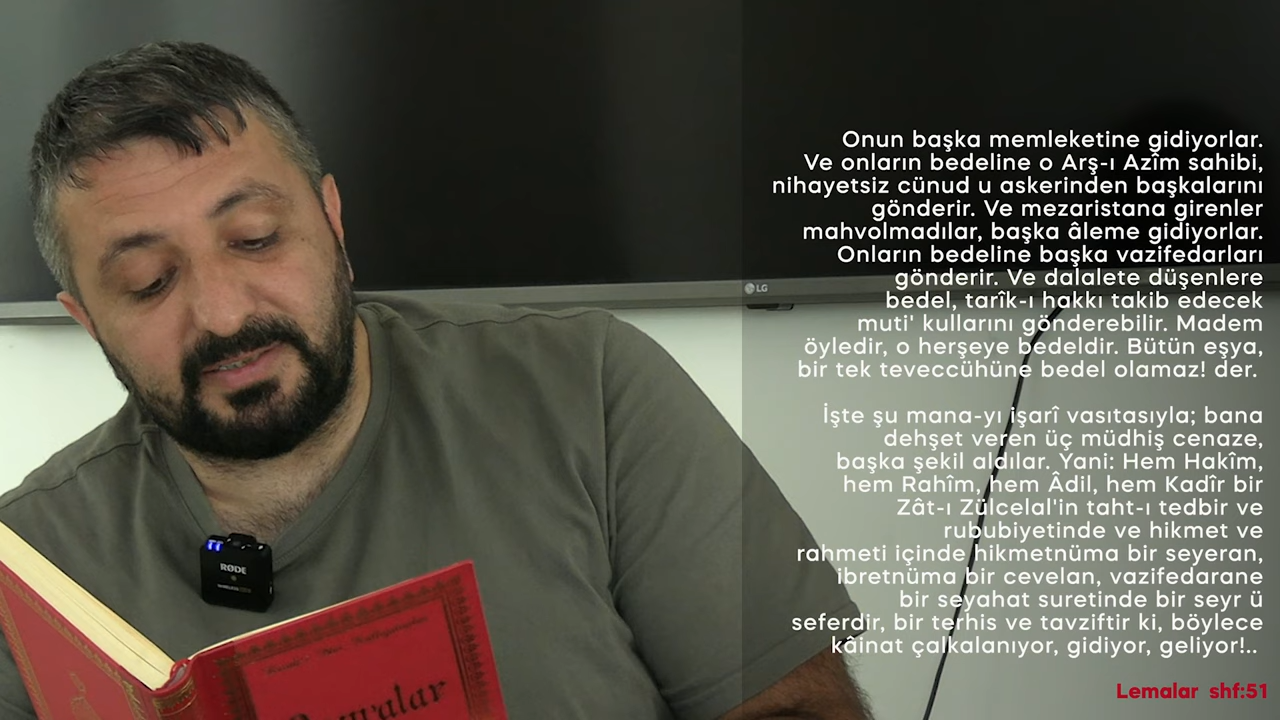 Onun başka memleketine gidiyorlar.
Ve onların bedeline o Arş-ı Azîm sahibi,
nihayetsiz cünud u askerinden başkalarını
gönderir. Ve mezaristana girenler
mahvolmadılar, başka âleme gidiyorlar.
Onların bedeline başka vazifedarları
gönderir. Ve dalalete düşenlere
bedel, tarîk-ı hakkı takib edecek
muti' kullarını gönderebilir. Madem
öyledir, o herşeye bedeldir. Bütün eşya,
bir tek teveccühüne bedel olamaz! der.
İşte şu mana-yı işarî vasıtasıyla; bana
dehşet veren üç müdhiş cenaze,
başka şekil aldılar. Yani: Hem Hakîm,
hem Rahîm, hem Âdil, hem Kadîr bir
Zât-ı Zülcelal'in taht-ı tedbir ve
rububiyetinde ve hikmet ve
rahmeti içinde hikmetnüma bir seyeran,
ibretnüma bir cevelan, vazifedarane
bir seyahat suretinde bir seyr ü
seferdir, bir terhis ve tavziftir ki, böylece
kâinat çalkalanıyor, gidiyor, geliyor!..
Lemalar shf:51
LG
RØDE